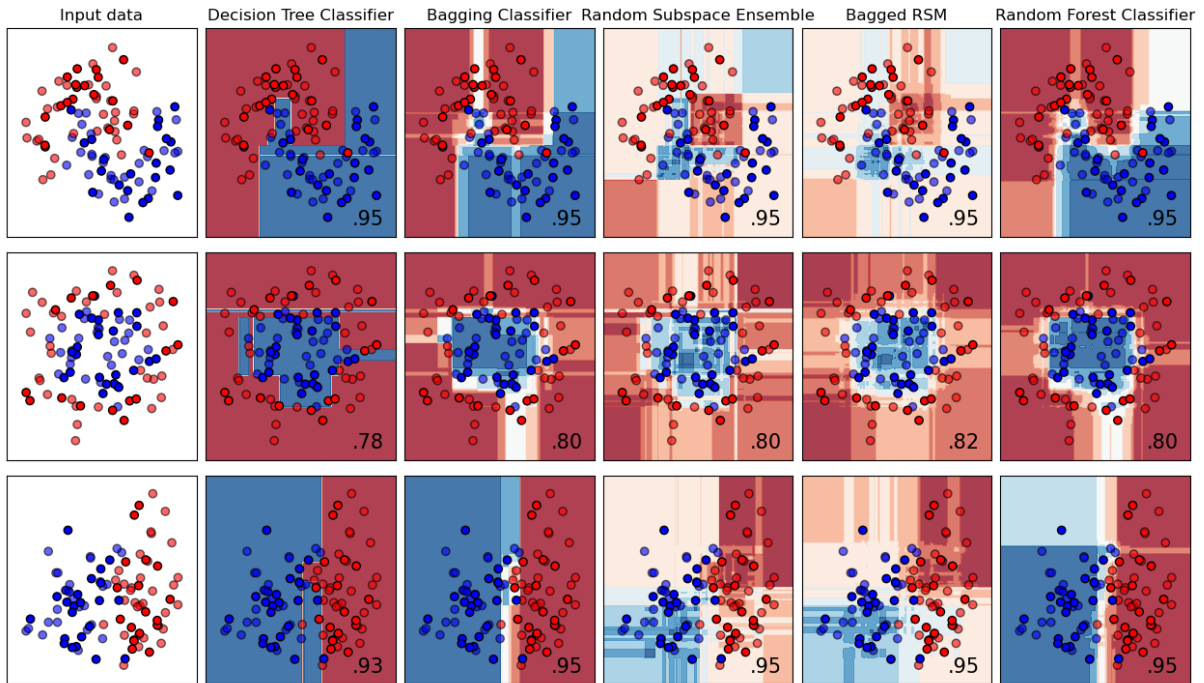 Input data
Decision Tree Classifier
Bagging Classifier
Random Subspace Ensemble
Bagged RSM
Random Forest Classifier
.95
.95
.95
.95
.95
.78
.80
.80
.82
.80
.93
.95
.95
.95
.95